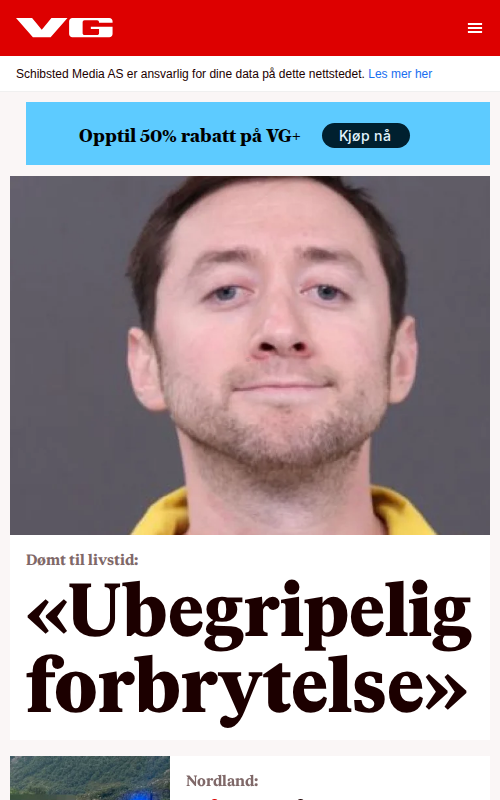 VG
Schibsted Media AS er ansvarlig for dine data på dette nettstedet. Les mer her
Opptil 50% rabatt på VG+ Kjøp nå
Dømt til livstid:
«Ubegripelig
forbrytelse»
Nordland: